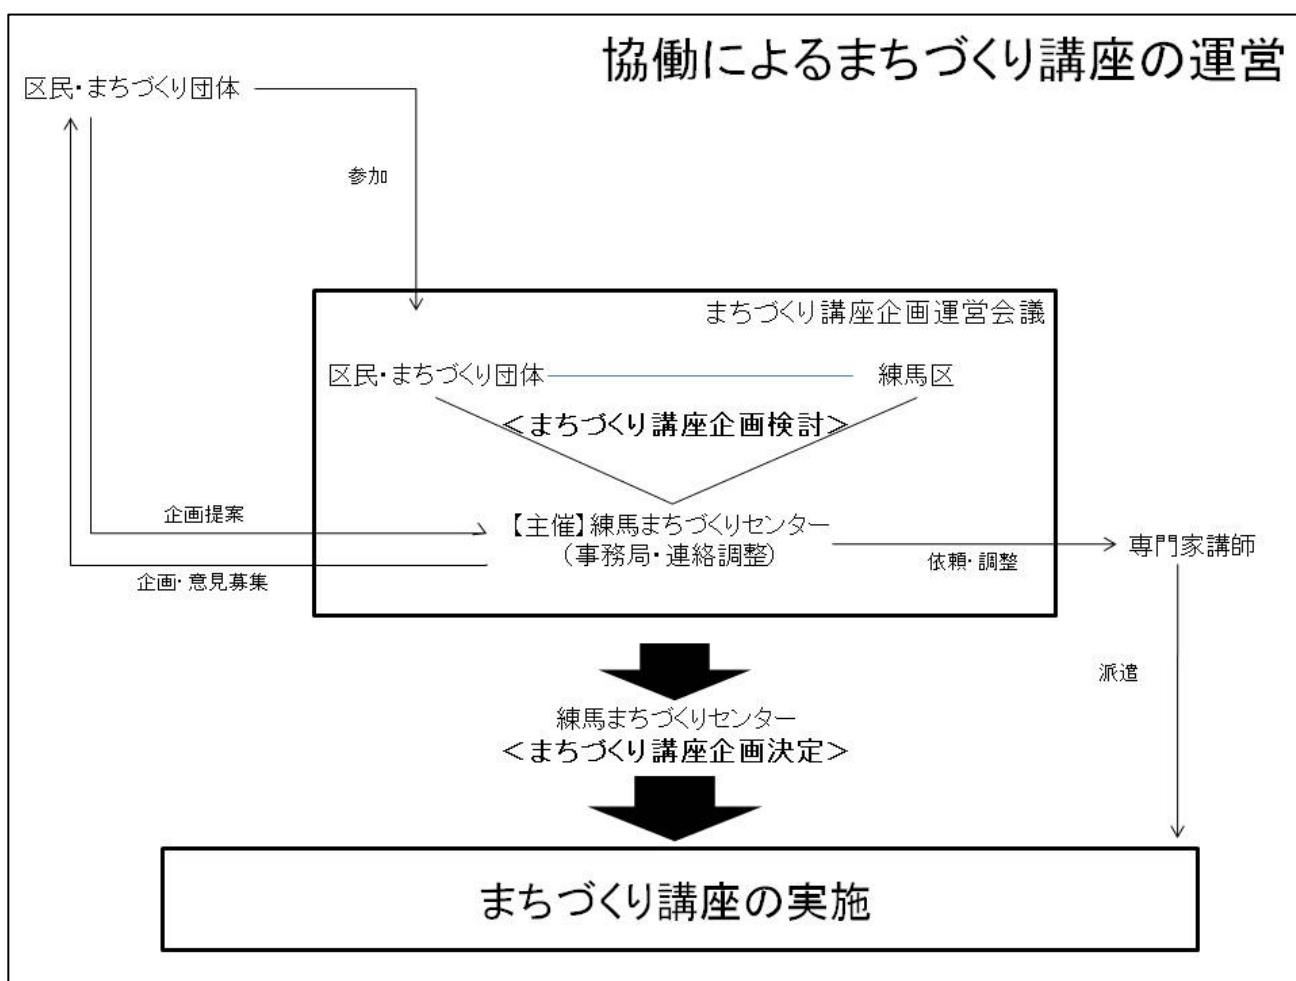 協働によるまちづくり講座の運営
区民・まちづくり団体
参加
まちづくり講座企画運営会議
区民・まちづくり団体
練馬区
＜まちづくり講座企画検討＞
企画提案
【主催】練馬まちづくりセンター
（事務局・連絡調整）
企画・意見募集
依頼・調整
専門家講師
派遣
練馬まちづくりセンター
＜まちづくり講座企画決定＞
まちづくり講座の実施